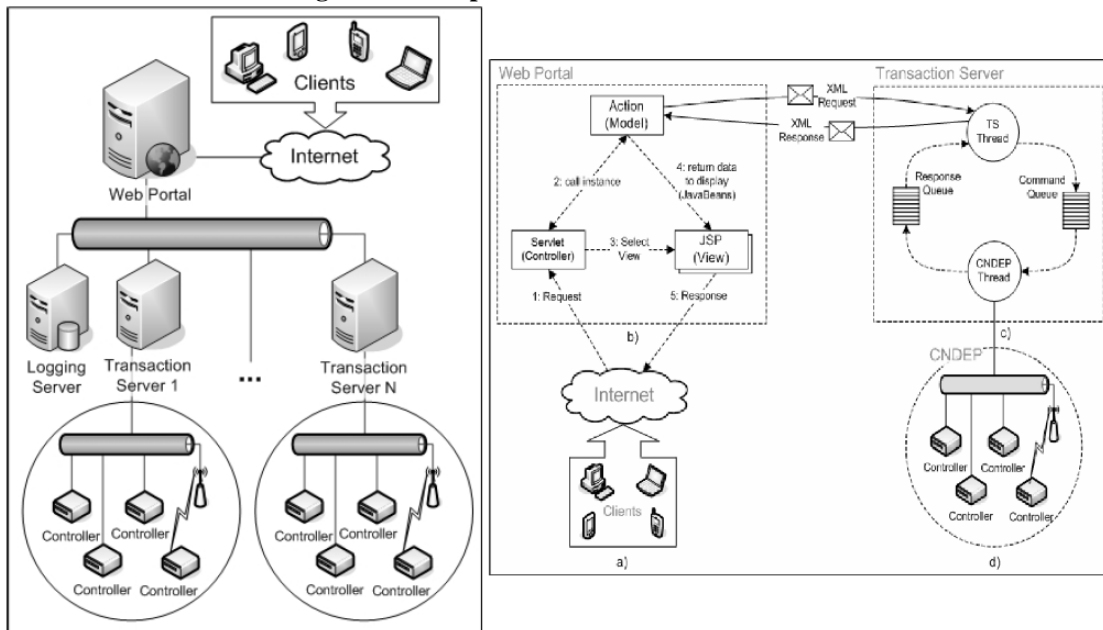 Clients
Internet
Web Portal
Logging
Server
Transaction
Server 1
...
Transaction
Server N
Controller
Controller
Controller
Controller
Controller
Controller
Controller
Controller
Web Portal
Transaction Server
Action
(Model)
XML
Request
XML
Response
TS
Thread
2: call instance
4: return data
to display
(JavaBeans)
Response
Queue
Command
Queue
Servlet
(Controller)
3: Select
View
JSP
(View)
CNDEP
Thread
1: Request
5: Response
b)
c)
CNDEP
Internet
Controller
Controller
Controller
Controller
Clients
a)
d)